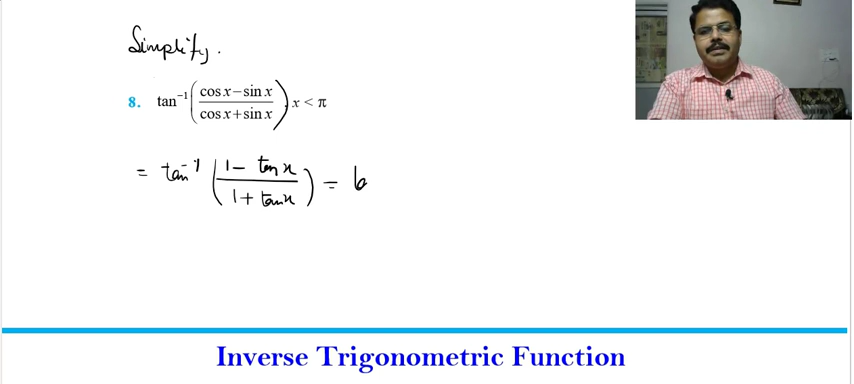 Simplify.
8. tan⁻¹((cos x − sin x)/(cos x + sin x)), x < π
= tan⁻¹((1 − tan x)/(1 + tan x)) =
Inverse Trigonometric Function